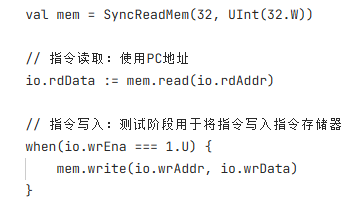 val mem = SyncReadMem(32, UInt(32.W))
// 指令读取：使用PC地址
io.rdData := mem.read(io.rdAddr)
// 指令写入：测试阶段用于将指令写入指令存储器
when(io.wrEna === 1.U) {
mem.write(io.wrAddr, io.wrData)
}